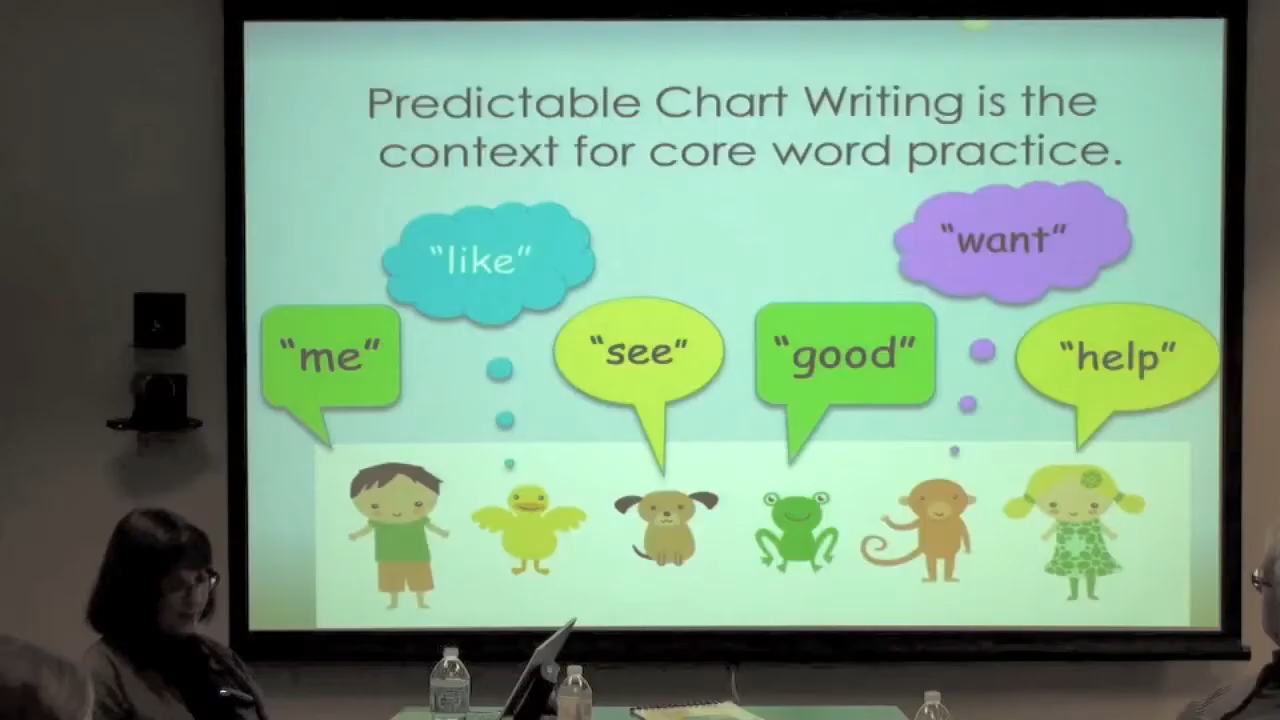 Predictable Chart Writing is the
context for core word practice.
“like”
“want”
“me”
“see”
“good”
“help”